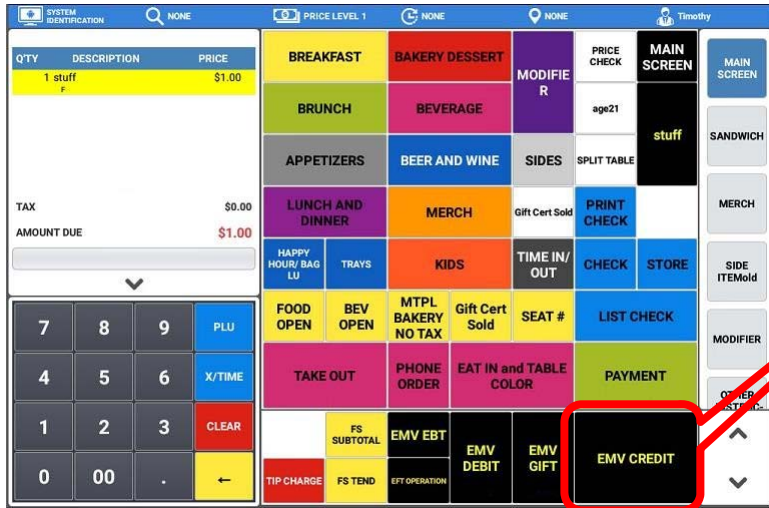 SYSTEM
IDENTIFICATION
NONE
PRICE LEVEL 1
NONE
NONE
Timothy
Q'TY DESCRIPTION PRICE
1 stuff $1.00
F
TAX $0.00
AMOUNT DUE $1.00
7 8 9 PLU
4 5 6 X/TIME
1 2 3 CLEAR
0 00 . ←
BREAKFAST
BAKERY DESSERT
MODIFIE
R
PRICE
CHECK
MAIN
SCREEN
BRUNCH
BEVERAGE
age21
stuff
APPETIZERS
BEER AND WINE
SIDES
SPLIT TABLE
LUNCH AND
DINNER
MERCH
Gift Cert Sold
PRINT
CHECK
HAPPY
HOUR/ BAG
LU
TRAYS
KIDS
TIME IN/
OUT
CHECK
STORE
FOOD
OPEN
BEV
OPEN
MTPL
BAKERY
NO TAX
Gift Cert
Sold
SEAT #
LIST CHECK
TAKE OUT
PHONE
ORDER
EAT IN and TABLE
COLOR
PAYMENT
FS
SUBTOTAL
EMV EBT
EMV
DEBIT
EMV
GIFT
EMV CREDIT
TIP CHARGE
FS TEND
EFT OPERATION
MAIN
SCREEN
SANDWICH
MERCH
SIDE
ITEMold
MODIFIER